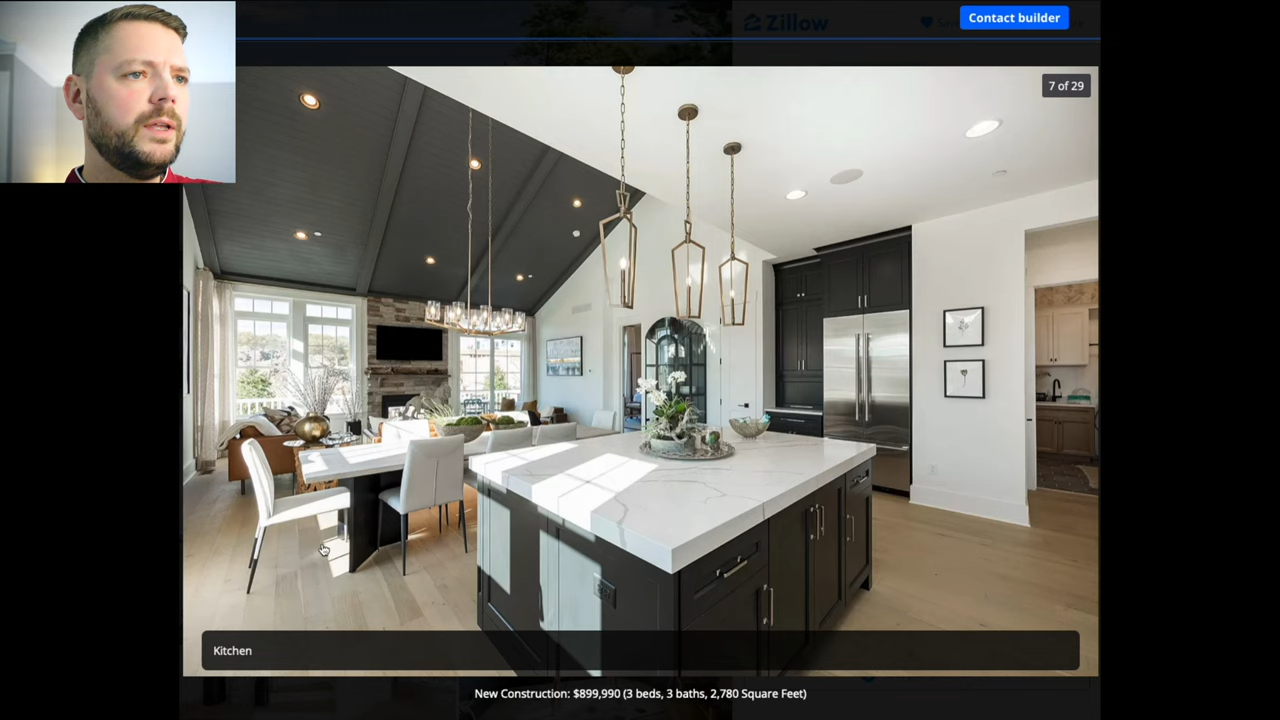 Zillow
Contact builder
7 of 29
Kitchen
New Construction: $899,990 (3 beds, 3 baths, 2,780 Square Feet)